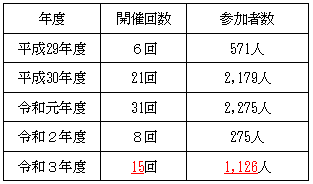 年度 開催回数 参加者数
平成29年度 ６回 571人
平成30年度 21回 2,179人
令和元年度 31回 2,275人
令和２年度 ８回 275人
令和３年度 15回 1,126人